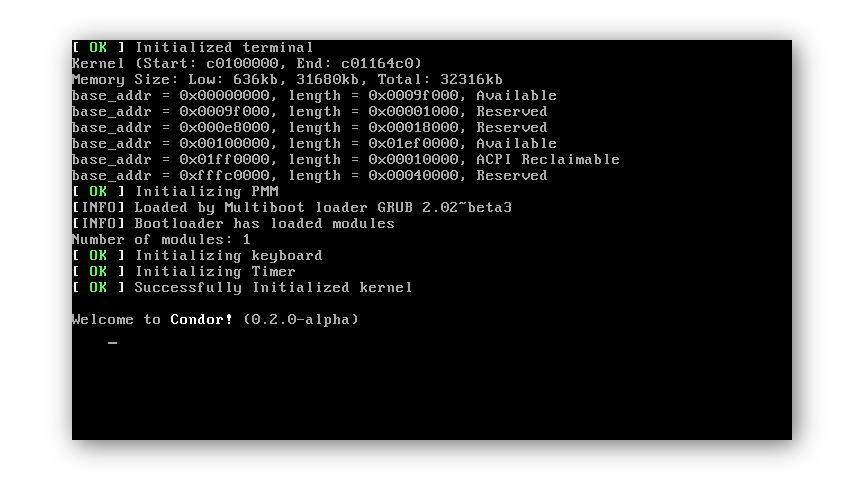 [ OK ] Initialized terminal
Kernel (Start: c0100000, End: c01164c0)
Memory Size: Low: 636kb, 31680kb, Total: 32316kb
base_addr = 0x00000000, length = 0x0009f000, Available
base_addr = 0x0009f000, length = 0x00001000, Reserved
base_addr = 0x000e8000, length = 0x00018000, Reserved
base_addr = 0x00100000, length = 0x01ef0000, Available
base_addr = 0x01ff0000, length = 0x00010000, ACPI Reclaimable
base_addr = 0xfffc0000, length = 0x00040000, Reserved
[ OK ] Initializing PMM
[INFO] Loaded by Multiboot loader GRUB 2.02~beta3
[INFO] Bootloader has loaded modules
Number of modules: 1
[ OK ] Initializing keyboard
[ OK ] Initializing Timer
[ OK ] Successfully Initialized kernel
Welcome to Condor! (0.2.0-alpha)